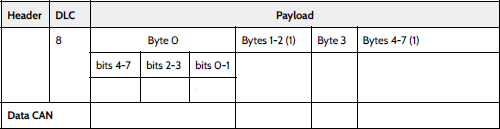 Header DLC Payload
8 Byte 0 Bytes 1-2 (1) Byte 3 Bytes 4-7 (1)
bits 4-7 bits 2-3 bits 0-1
Data CAN